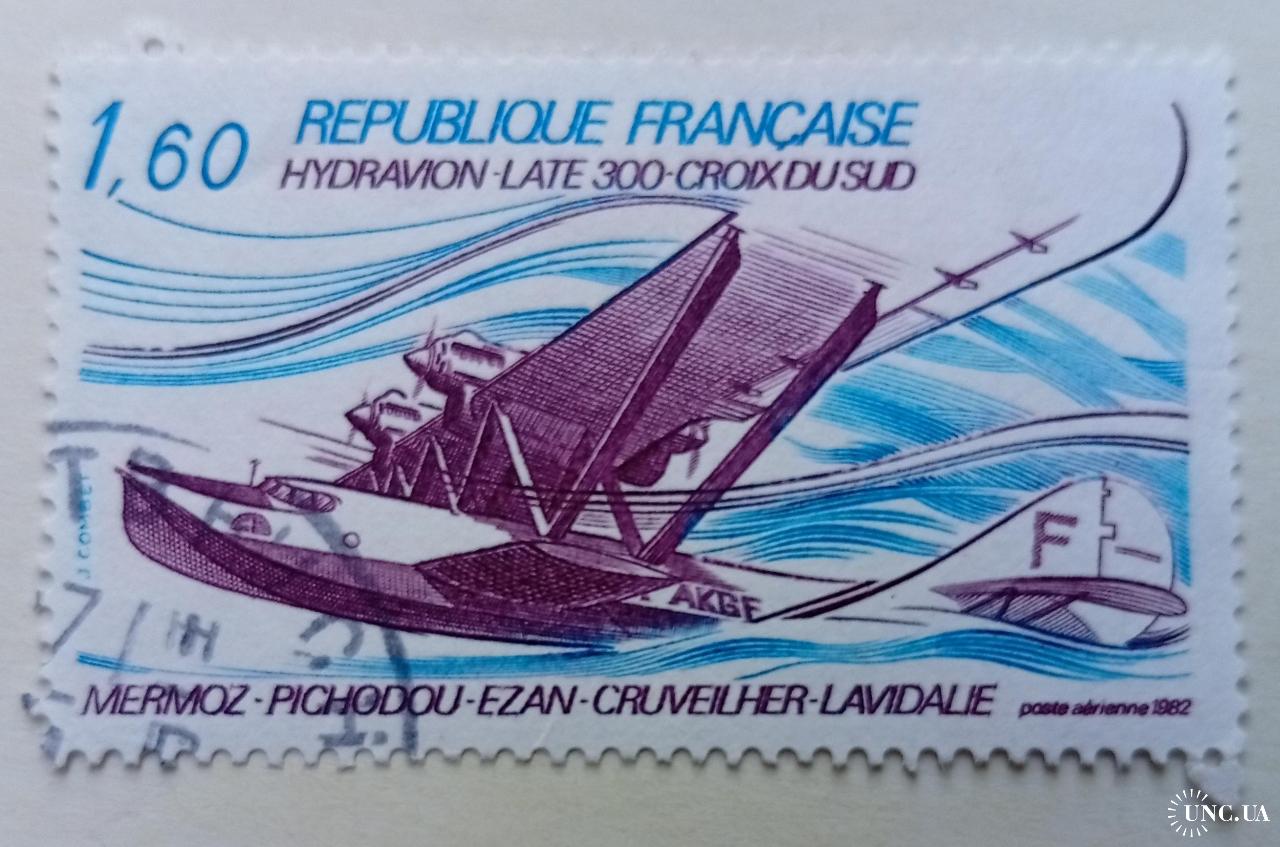 1,60 REPUBLIQUE FRANÇAISE
HYDRAVION-LATE 300-CROIX DU SUD
J. COMBET
F
AKGF
MERMOZ-PICHODOU-EZAN-CRUVEILHER-LAVIDALIE poste aérienne 1982
UNC.UA